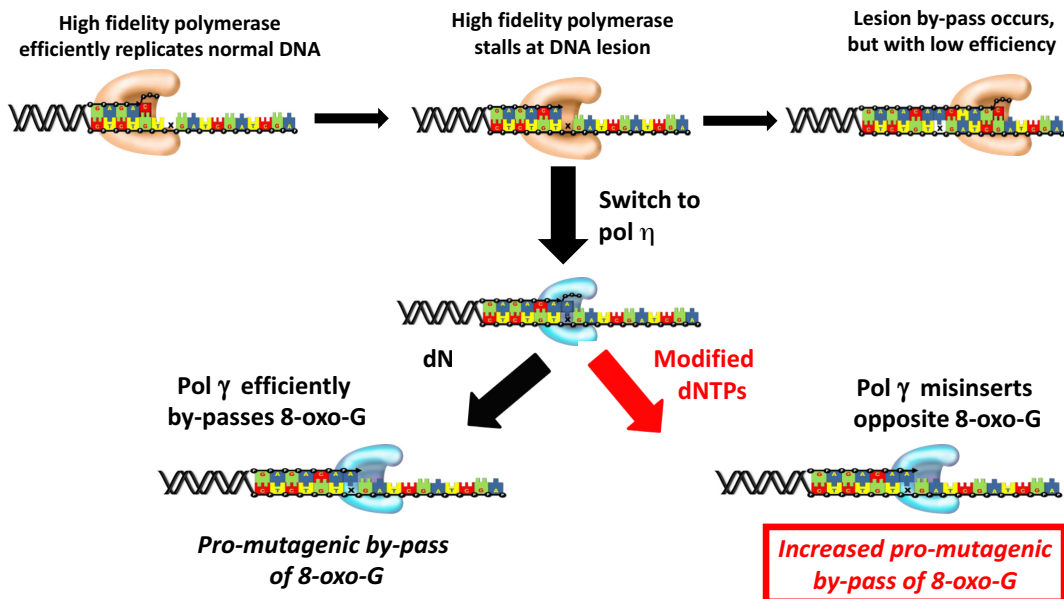 High fidelity polymerase
efficiently replicates normal DNA
High fidelity polymerase
stalls at DNA lesion
Lesion by-pass occurs,
but with low efficiency
Switch to
pol η
dN
Modified
dNTPs
Pol γ efficiently
by-passes 8-oxo-G
Pol γ misinserts
opposite 8-oxo-G
Pro-mutagenic by-pass
of 8-oxo-G
Increased pro-mutagenic
by-pass of 8-oxo-G